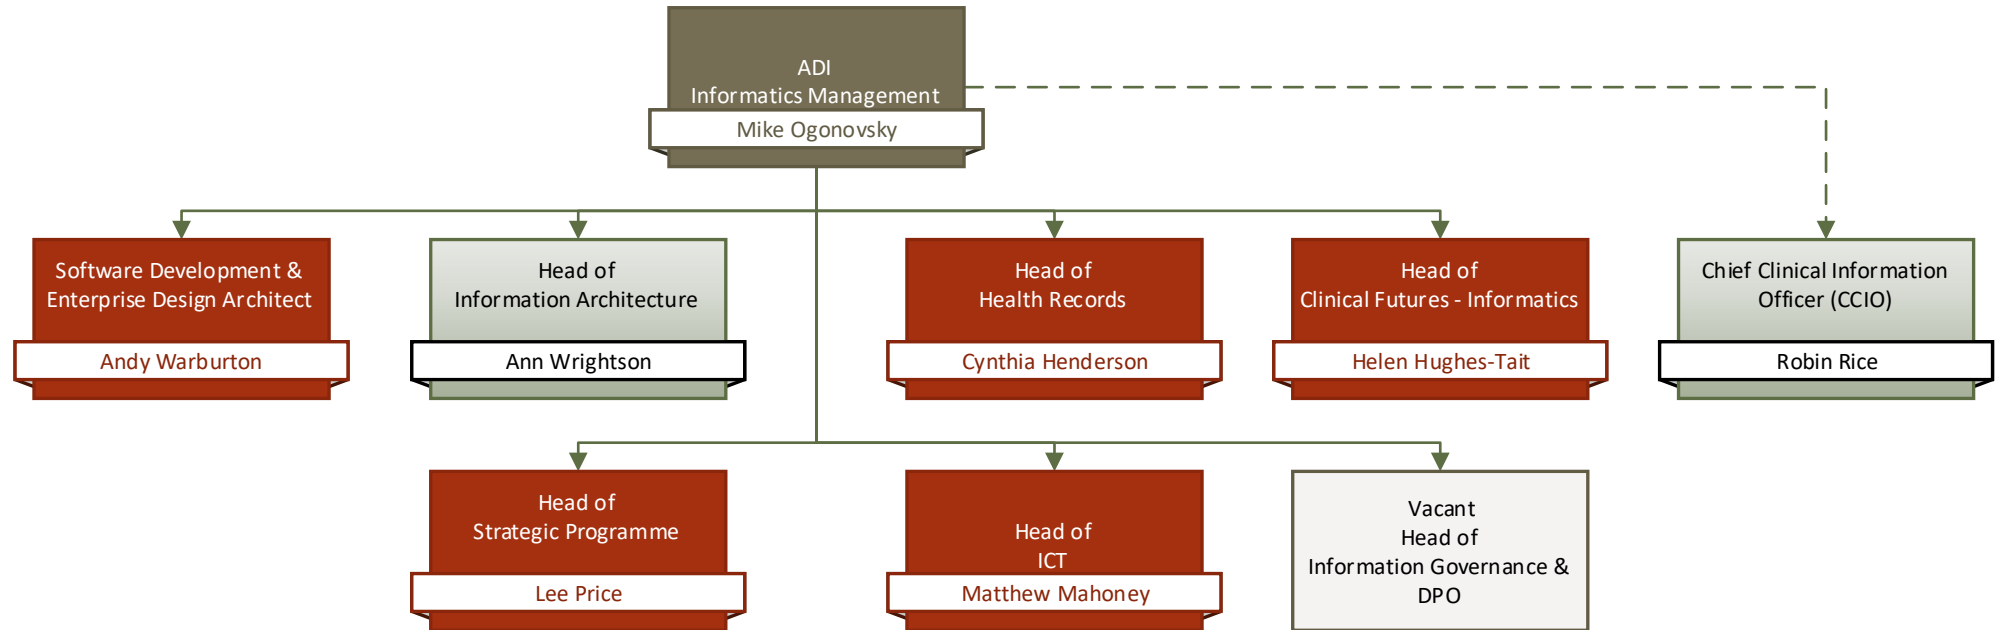 ADI
Informatics Management
Mike Ogonovsky
Software Development &
Enterprise Design Architect
Andy Warburton
Head of
Information Architecture
Ann Wrightson
Head of
Health Records
Cynthia Henderson
Head of
Clinical Futures - Informatics
Helen Hughes-Tait
Chief Clinical Information
Officer (CCIO)
Robin Rice
Head of
Strategic Programme
Lee Price
Head of
ICT
Matthew Mahoney
Vacant
Head of
Information Governance &
DPO